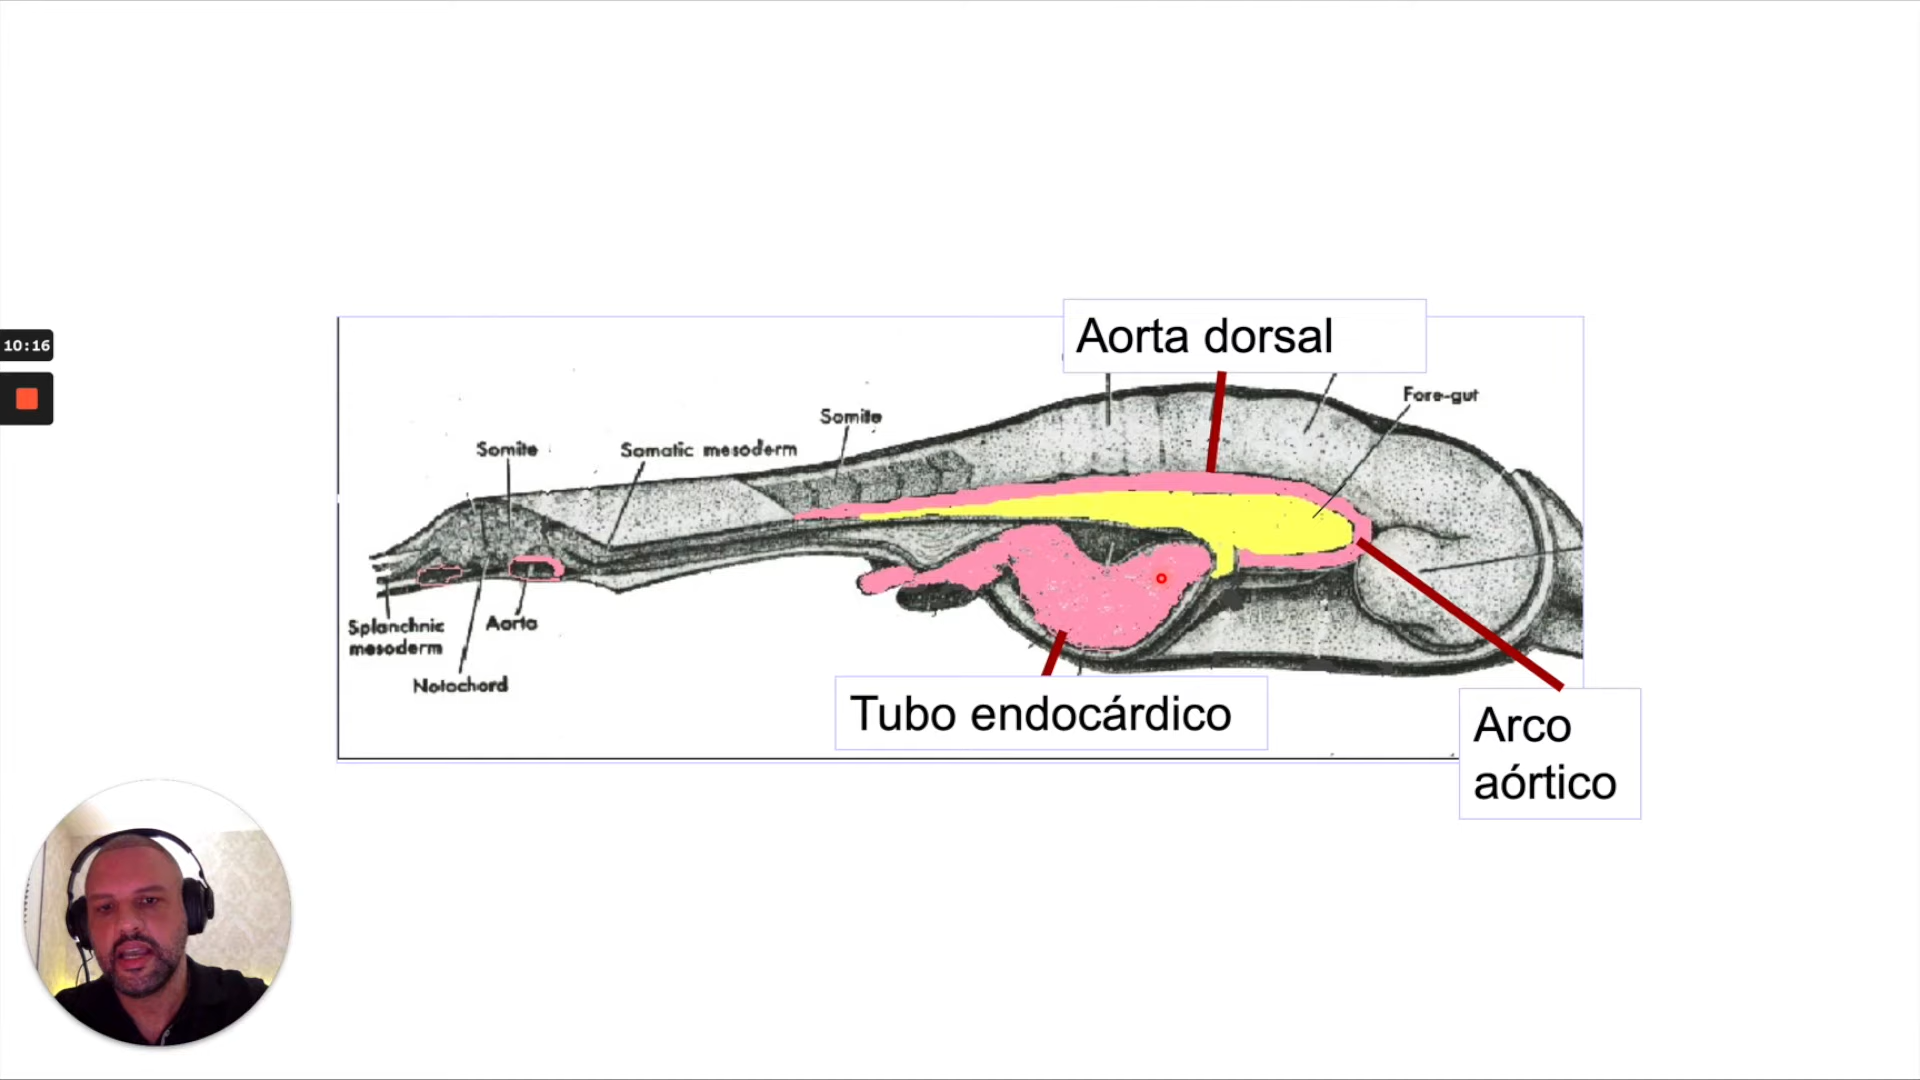 10:16
Aorta dorsal
Fore-gut
Somite
Somite
Somatic mesoderm
Splanchnic
mesoderm
Aorta
Notochord
Tubo endocárdico
Arco
aórtico